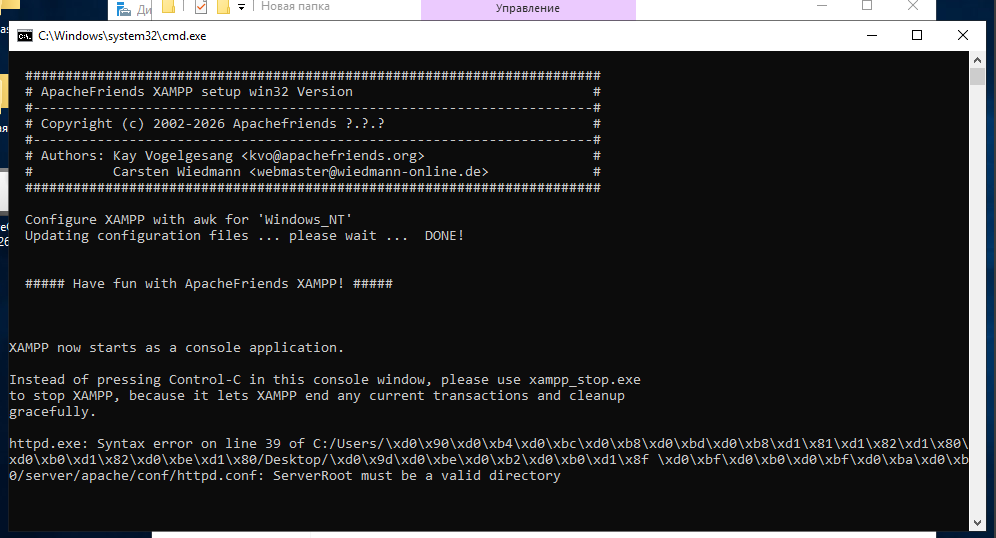 Новая папка
Управление
C:\Windows\system32\cmd.exe
###########################################################################
# ApacheFriends XAMPP setup win32 Version #
#----------------------------------------------------------------------#
# Copyright (c) 2002-2026 Apachefriends ?.?.? #
#----------------------------------------------------------------------#
# Authors: Kay Vogelgesang <kvo@apachefriends.org> #
# Carsten Wiedmann <webmaster@wiedmann-online.de> #
########################################################################
Configure XAMPP with awk for 'Windows_NT'
Updating configuration files ... please wait ... DONE!
##### Have fun with ApacheFriends XAMPP! #####
XAMPP now starts as a console application.
Instead of pressing Control-C in this console window, please use xampp_stop.exe
to stop XAMPP, because it lets XAMPP end any current transactions and cleanup
gracefully.
httpd.exe: Syntax error on line 39 of C:/Users/\xd0\x90\xd0\xb4\xd0\xbc\xd0\xb8\xd0\xbd\xd0\xb8\xd1\x81\xd1\x82\xd1\x80\
xd0\xb0\xd1\x82\xd0\xbe\xd1\x80/Desktop/\xd0\x9d\xd0\xbe\xd0\xb2\xd0\xb0\xd1\x8f \xd0\xbf\xd0\xb0\xd0\xbf\xd0\xba\xd0\xb
0/server/apache/conf/httpd.conf: ServerRoot must be a valid directory